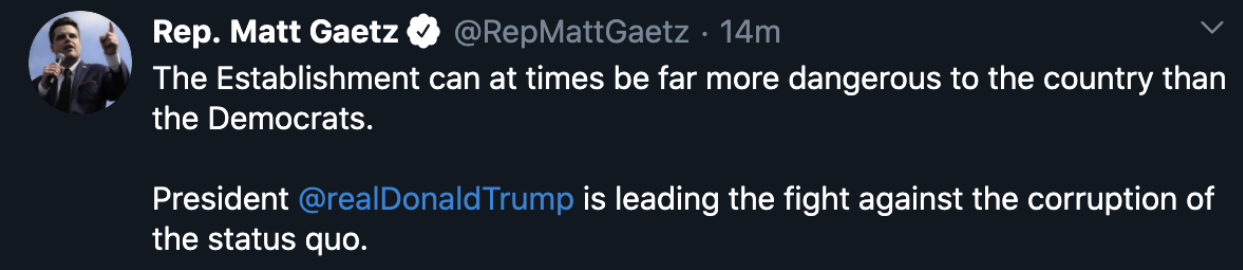 Rep. Matt Gaetz @RepMattGaetz · 14m
The Establishment can at times be far more dangerous to the country than
the Democrats.
President @realDonaldTrump is leading the fight against the corruption of
the status quo.